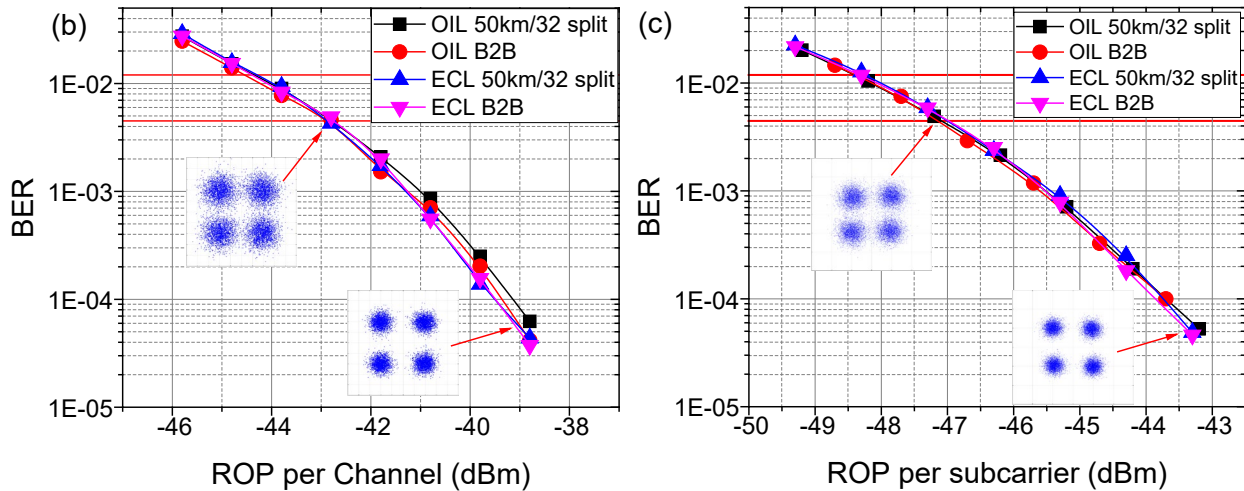 (b)
OIL 50km/32 split
OIL B2B
ECL 50km/32 split
ECL B2B
1E-02
1E-03
1E-04
1E-05
BER
-46
-44
-42
-40
-38
ROP per Channel (dBm)
(c)
OIL 50km/32 split
OIL B2B
ECL 50km/32 split
ECL B2B
1E-02
1E-03
1E-04
1E-05
BER
-50
-49
-48
-47
-46
-45
-44
-43
ROP per subcarrier (dBm)